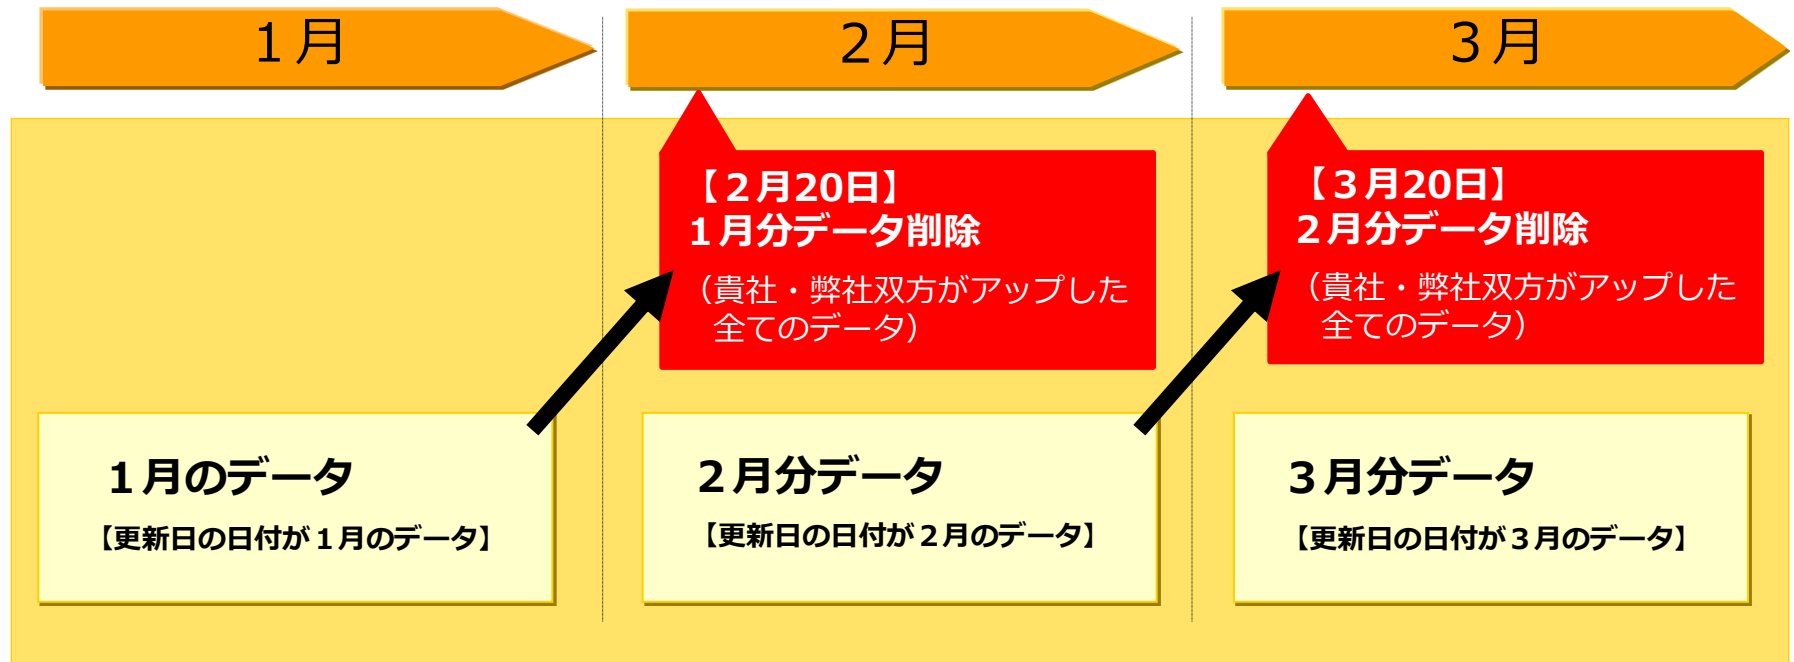 １月
２月
３月
【２月20日】
１月分データ削除
（貴社・弊社双方がアップした
全てのデータ）
【３月20日】
２月分データ削除
（貴社・弊社双方がアップした
全てのデータ）
１月のデータ
【更新日の日付が１月のデータ】
２月分データ
【更新日の日付が２月のデータ】
３月分データ
【更新日の日付が３月のデータ】